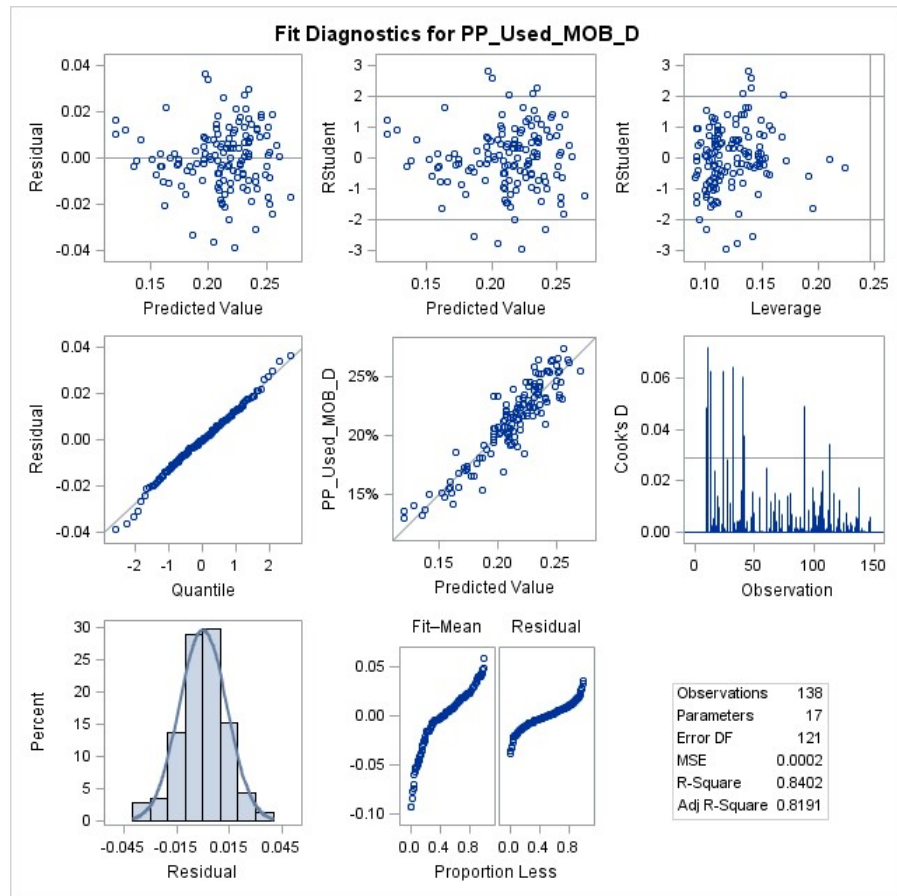 Fit Diagnostics for PP_Used_MOB_D
0.04
0.02
0.00
-0.02
-0.04
Residual
0.15 0.20 0.25
Predicted Value
3
2
1
0
-1
-2
-3
RStudent
0.15 0.20 0.25
Predicted Value
3
2
1
0
-1
-2
-3
RStudent
0.10 0.15 0.20 0.25
Leverage
0.04
0.02
0.00
-0.02
-0.04
Residual
-2 -1 0 1 2
Quantile
25%
20%
15%
PP_Used_MOB_D
0.15 0.20 0.25
Predicted Value
0.06
0.04
0.02
0.00
Cook's D
0 50 100 150
Observation
30
25
20
15
10
5
0
Percent
-0.045 -0.015 0.015 0.045
Residual
Fit–Mean Residual
0.05
0.00
-0.05
-0.10
0.0 0.4 0.8 0.0 0.4 0.8
Proportion Less
Observations 138
Parameters 17
Error DF 121
MSE 0.0002
R-Square 0.8402
Adj R-Square 0.8191